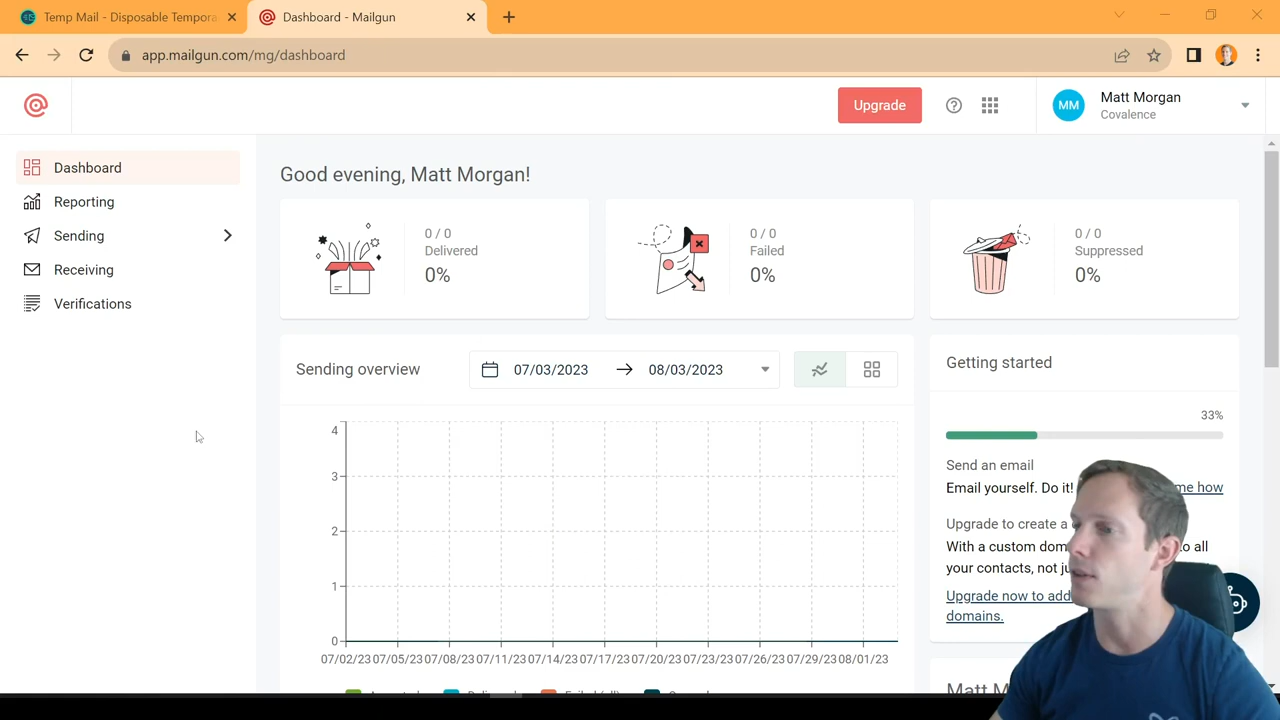 Temp Mail - Disposable Tempora
Dashboard - Mailgun
app.mailgun.com/mg/dashboard
Upgrade
MM
Matt Morgan
Covalence
Dashboard
Reporting
Sending
Receiving
Verifications
Good evening, Matt Morgan!
0 / 0
Delivered
0%
0 / 0
Failed
0%
0 / 0
Suppressed
0%
Sending overview
07/03/2023
08/03/2023
4
3
2
1
0
07/02/23 07/05/23 07/08/23 07/11/23 07/14/23 07/17/23 07/20/23 07/23/23 07/26/23 07/29/23 08/01/23
Getting started
33%
Send an email
Email yourself. Do it! me how
Upgrade to create a
With a custom dom to all
your contacts, not ju
Upgrade now to add
domains.
Matt M